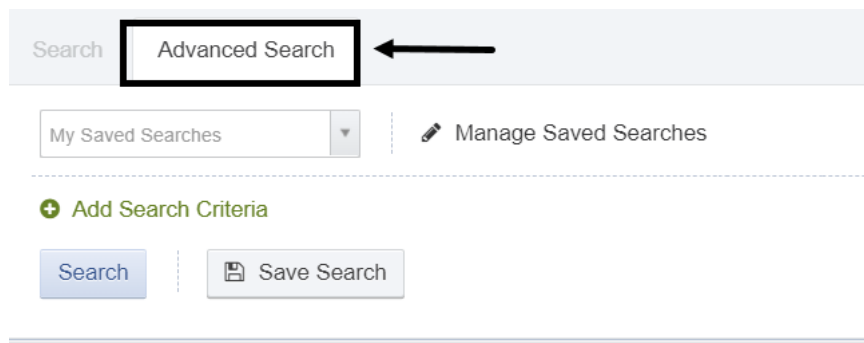 Search Advanced Search
My Saved Searches Manage Saved Searches
Add Search Criteria
Search Save Search